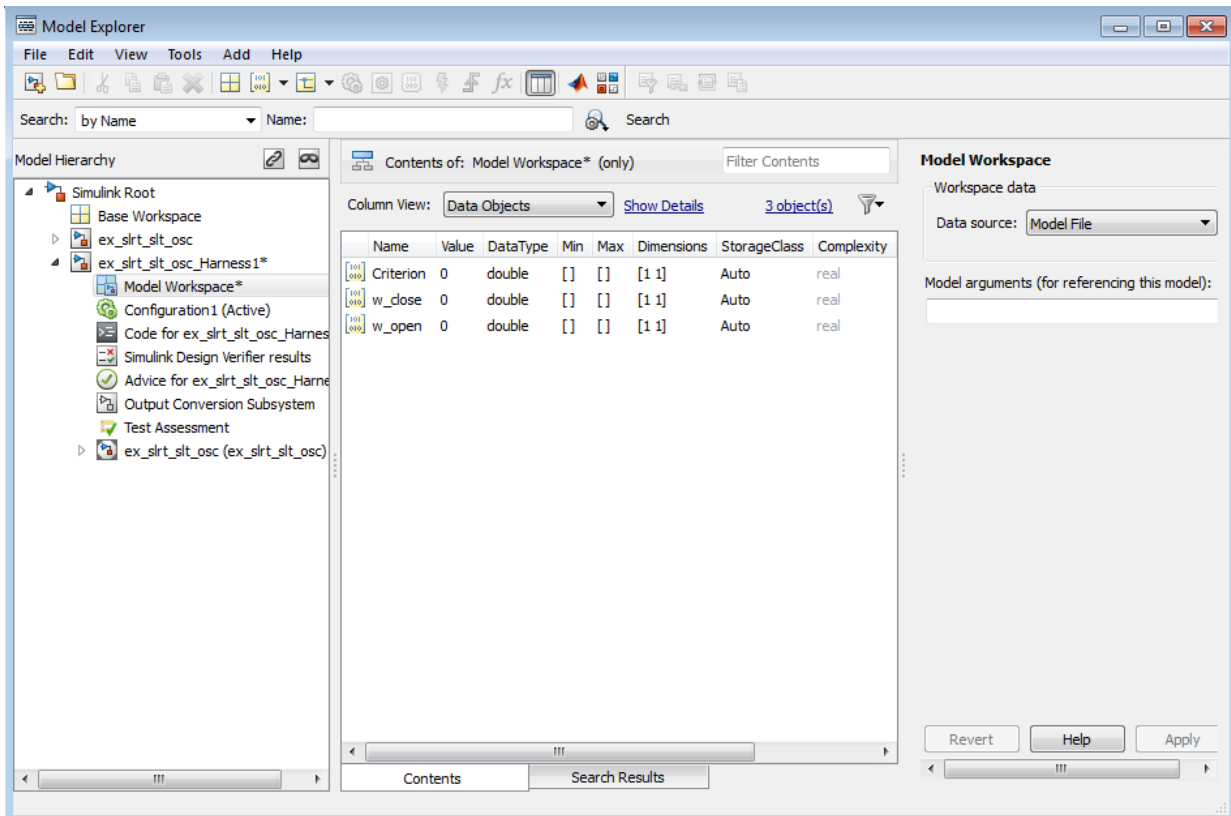 Model Explorer
File Edit View Tools Add Help
Search: by Name Name: Search
Model Hierarchy
Simulink Root
Base Workspace
ex_slrt_slt_osc
ex_slrt_slt_osc_Harness1*
Model Workspace*
Configuration1 (Active)
Code for ex_slrt_slt_osc_Harnes
Simulink Design Verifier results
Advice for ex_slrt_slt_osc_Harne
Output Conversion Subsystem
Test Assessment
ex_slrt_slt_osc (ex_slrt_slt_osc)
Contents of: Model Workspace* (only) Filter Contents
Column View: Data Objects Show Details 3 object(s)
Name Value DataType Min Max Dimensions StorageClass Complexity
Criterion 0 double [ ] [ ] [1 1] Auto real
w_close 0 double [ ] [ ] [1 1] Auto real
w_open 0 double [ ] [ ] [1 1] Auto real
Contents Search Results
Model Workspace
Workspace data
Data source: Model File
Model arguments (for referencing this model):
Revert Help Apply